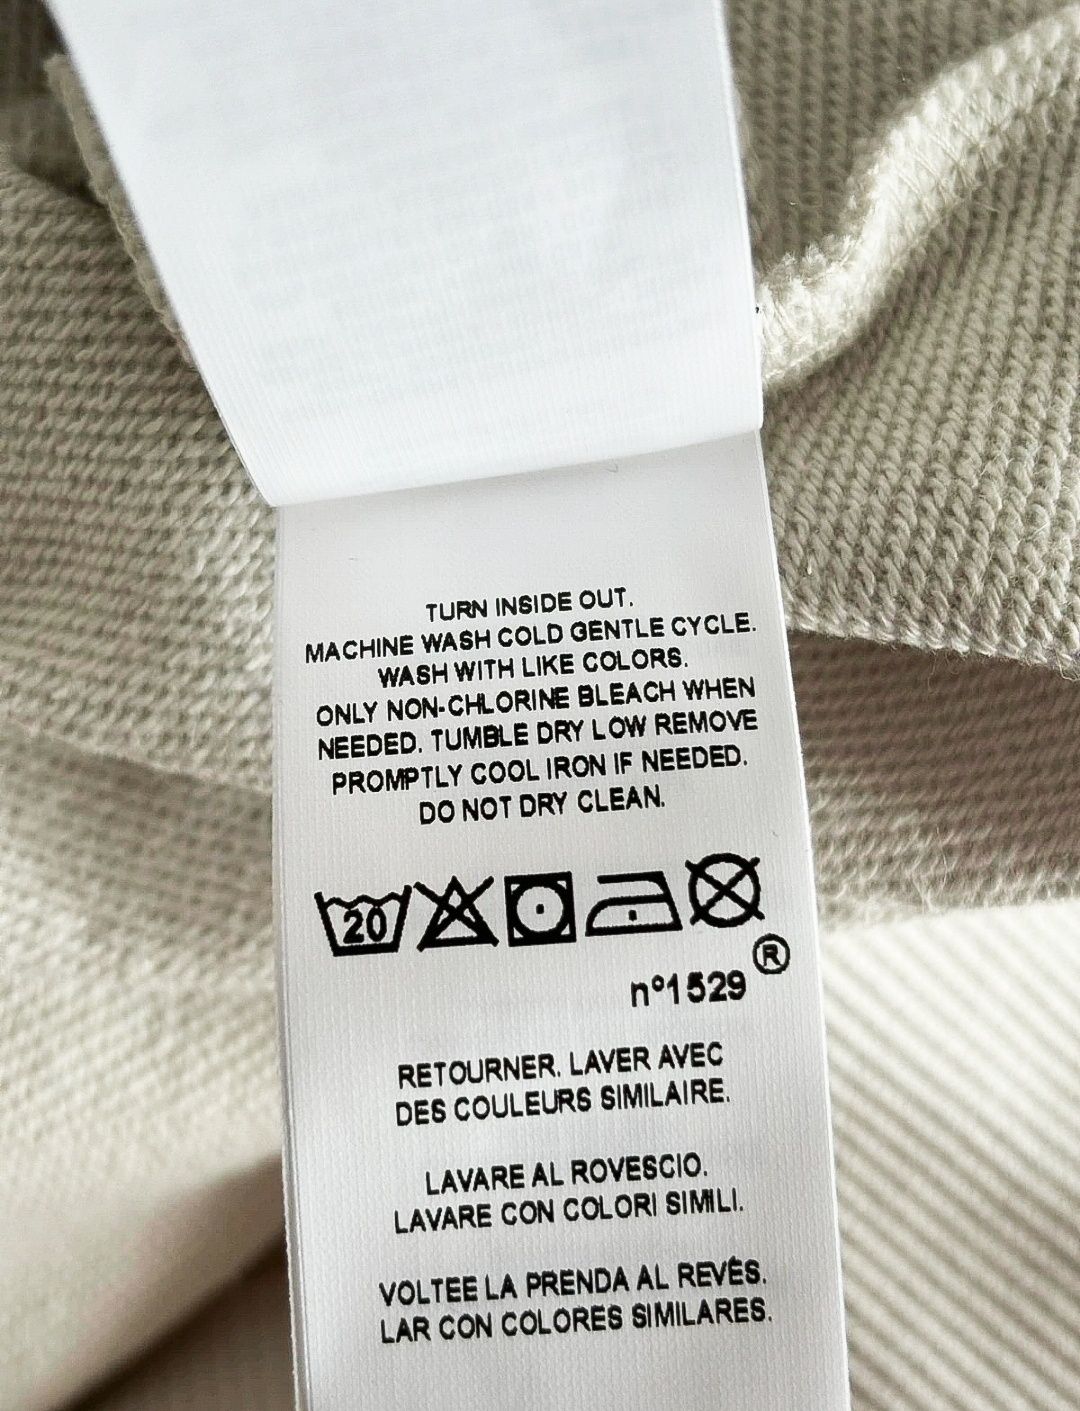 TURN INSIDE OUT.
MACHINE WASH COLD GENTLE CYCLE.
WASH WITH LIKE COLORS.
ONLY NON-CHLORINE BLEACH WHEN
NEEDED. TUMBLE DRY LOW REMOVE
PROMPTLY COOL IRON IF NEEDED.
DO NOT DRY CLEAN.
20
®
nº1529
RETOURNER. LAVER AVEC
DES COULEURS SIMILAIRE.
LAVARE AL ROVESCIO.
LAVARE CON COLORI SIMILI.
VOLTEE LA PRENDA AL REVÉS.
LAR CON COLORES SIMILARES.